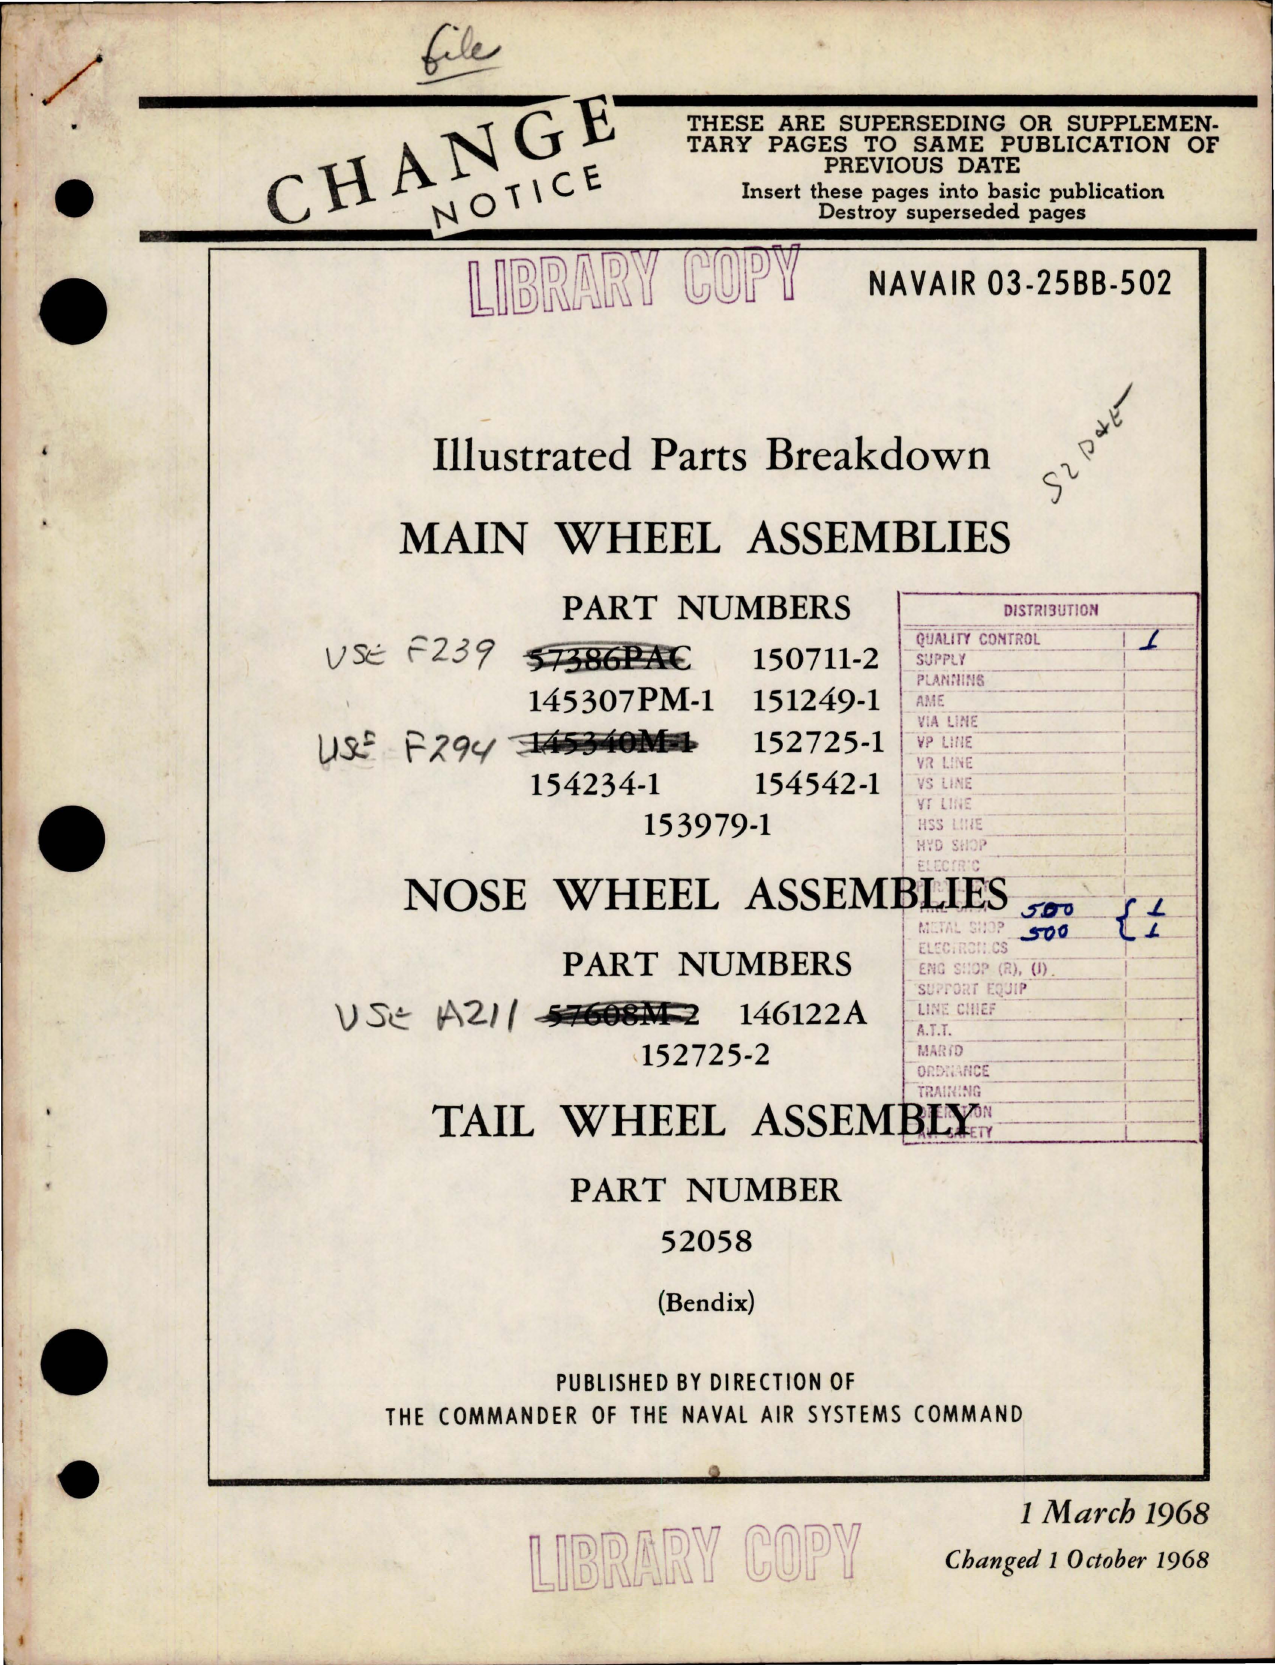 file
CHANGE
NOTICE
THESE ARE SUPERSEDING OR SUPPLEMEN-
TARY PAGES TO SAME PUBLICATION OF
PREVIOUS DATE
Insert these pages into basic publication
Destroy superseded pages
LIBRARY COPY
NAVAIR 03-25BB-502
S2 D&E
Illustrated Parts Breakdown
MAIN WHEEL ASSEMBLIES
PART NUMBERS
USE F239 57386PAC 150711-2
145307PM-1 151249-1
USE F294 145340M-1 152725-1
154234-1 154542-1
153979-1
NOSE WHEEL ASSEMBLIES
PART NUMBERS
USE A211 57608M-2 146122A
152725-2
TAIL WHEEL ASSEMBLY
PART NUMBER
52058
(Bendix)
DISTRIBUTION
QUALITY CONTROL 1
SUPPLY
PLANNING
AME
VIA LINE
VP LINE
VR LINE
VS LINE
VT LINE
HSS LINE
HYD SHOP
ELECTRIC
500 1
METAL SHOP 500 1
ELECTRONICS
ENG SHOP (R), (J).
SUPPORT EQUIP
LINE CHIEF
A.T.T.
MARTD
ORDNANCE
TRAINING
OPERATION
AV. SAFETY
PUBLISHED BY DIRECTION OF
THE COMMANDER OF THE NAVAL AIR SYSTEMS COMMAND
1 March 1968
LIBRARY COPY
Changed 1 October 1968